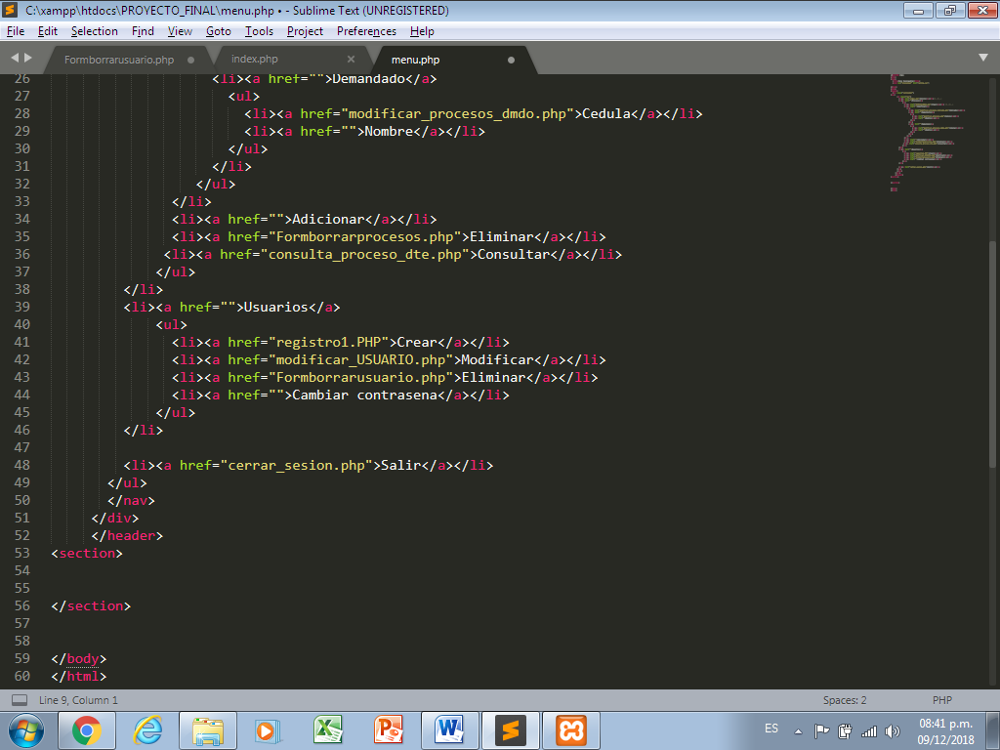 C:\xampp\htdocs\PROYECTO_FINAL\menu.php • - Sublime Text (UNREGISTERED)
File Edit Selection Find View Goto Tools Project Preferences Help
Formborrarusuario.php index.php menu.php
26 <li><a href="">Demandado</a>
27 <ul>
28 <li><a href="modificar_procesos_dmdo.php">Cedula</a></li>
29 <li><a href="">Nombre</a></li>
30 </ul>
31 </li>
32 </ul>
33 </li>
34 <li><a href="">Adicionar</a></li>
35 <li><a href="Formborrarprocesos.php">Eliminar</a></li>
36 <li><a href="consulta_proceso_dte.php">Consultar</a></li>
37 </ul>
38 </li>
39 <li><a href="">Usuarios</a>
40 <ul>
41 <li><a href="registro1.PHP">Crear</a></li>
42 <li><a href="modificar_USUARIO.php">Modificar</a></li>
43 <li><a href="Formborrarusuario.php">Eliminar</a></li>
44 <li><a href="">Cambiar contrasena</a></li>
45 </ul>
46 </li>
47
48 <li><a href="cerrar_sesion.php">Salir</a></li>
49 </ul>
50 </nav>
51 </div>
52 </header>
53 <section>
54
55
56 </section>
57
58
59 </body>
60 </html>
Line 9, Column 1 Spaces: 2 PHP
ES 08:41 p.m.
09/12/2018